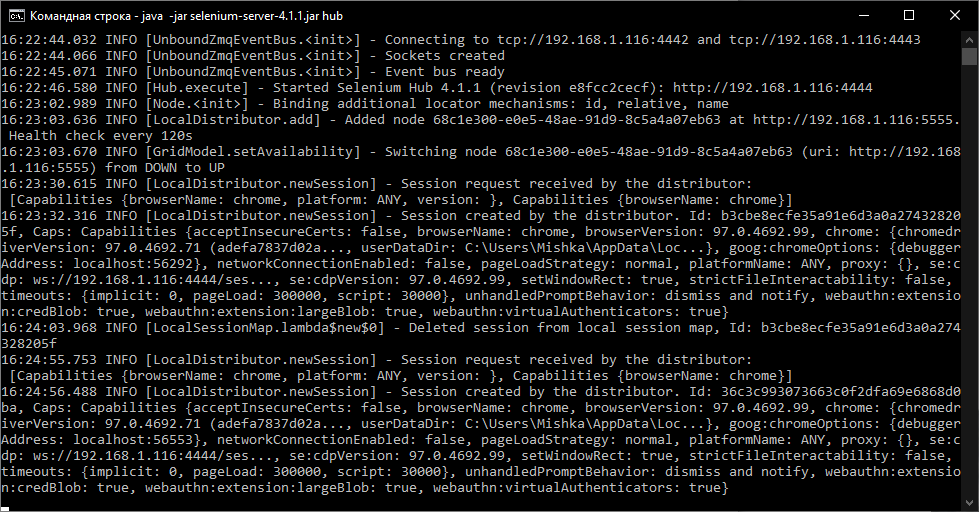 Командная строка - java  -jar selenium-server-4.1.1.jar hub
16:22:44.032 INFO [UnboundZmqEventBus.<init>] - Connecting to tcp://192.168.1.116:4442 and tcp://192.168.1.116:4443
16:22:44.066 INFO [UnboundZmqEventBus.<init>] - Sockets created
16:22:45.071 INFO [UnboundZmqEventBus.<init>] - Event bus ready
16:22:46.580 INFO [Hub.execute] - Started Selenium Hub 4.1.1 (revision e8fcc2cecf): http://192.168.1.116:4444
16:23:02.989 INFO [Node.<init>] - Binding additional locator mechanisms: id, relative, name
16:23:03.636 INFO [LocalDistributor.add] - Added node 68c1e300-e0e5-48ae-91d9-8c5a4a07eb63 at http://192.168.1.116:5555.
 Health check every 120s
16:23:03.670 INFO [GridModel.setAvailability] - Switching node 68c1e300-e0e5-48ae-91d9-8c5a4a07eb63 (uri: http://192.168
.1.116:5555) from DOWN to UP
16:23:30.615 INFO [LocalDistributor.newSession] - Session request received by the distributor:
 [Capabilities {browserName: chrome, platform: ANY, version: }, Capabilities {browserName: chrome}]
16:23:32.316 INFO [LocalDistributor.newSession] - Session created by the distributor. Id: b3cbe8ecfe35a91e6d3a0a27432820
5f, Caps: Capabilities {acceptInsecureCerts: false, browserName: chrome, browserVersion: 97.0.4692.99, chrome: {chromedr
iverVersion: 97.0.4692.71 (adefa7837d02a..., userDataDir: C:\Users\Mishka\AppData\Loc...}, goog:chromeOptions: {debugger
Address: localhost:56292}, networkConnectionEnabled: false, pageLoadStrategy: normal, platformName: ANY, proxy: {}, se:c
dp: ws://192.168.1.116:4444/ses..., se:cdpVersion: 97.0.4692.99, setWindowRect: true, strictFileInteractability: false,
timeouts: {implicit: 0, pageLoad: 300000, script: 30000}, unhandledPromptBehavior: dismiss and notify, webauthn:extensio
n:credBlob: true, webauthn:extension:largeBlob: true, webauthn:virtualAuthenticators: true}
16:24:03.968 INFO [LocalSessionMap.lambda$new$0] - Deleted session from local session map, Id: b3cbe8ecfe35a91e6d3a0a274
328205f
16:24:55.753 INFO [LocalDistributor.newSession] - Session request received by the distributor:
 [Capabilities {browserName: chrome, platform: ANY, version: }, Capabilities {browserName: chrome}]
16:24:56.488 INFO [LocalDistributor.newSession] - Session created by the distributor. Id: 36c3c993073663c0f2dfa69e6868d0
ba, Caps: Capabilities {acceptInsecureCerts: false, browserName: chrome, browserVersion: 97.0.4692.99, chrome: {chromedr
iverVersion: 97.0.4692.71 (adefa7837d02a..., userDataDir: C:\Users\Mishka\AppData\Loc...}, goog:chromeOptions: {debugger
Address: localhost:56553}, networkConnectionEnabled: false, pageLoadStrategy: normal, platformName: ANY, proxy: {}, se:c
dp: ws://192.168.1.116:4444/ses..., se:cdpVersion: 97.0.4692.99, setWindowRect: true, strictFileInteractability: false,
timeouts: {implicit: 0, pageLoad: 300000, script: 30000}, unhandledPromptBehavior: dismiss and notify, webauthn:extensio
n:credBlob: true, webauthn:extension:largeBlob: true, webauthn:virtualAuthenticators: true}